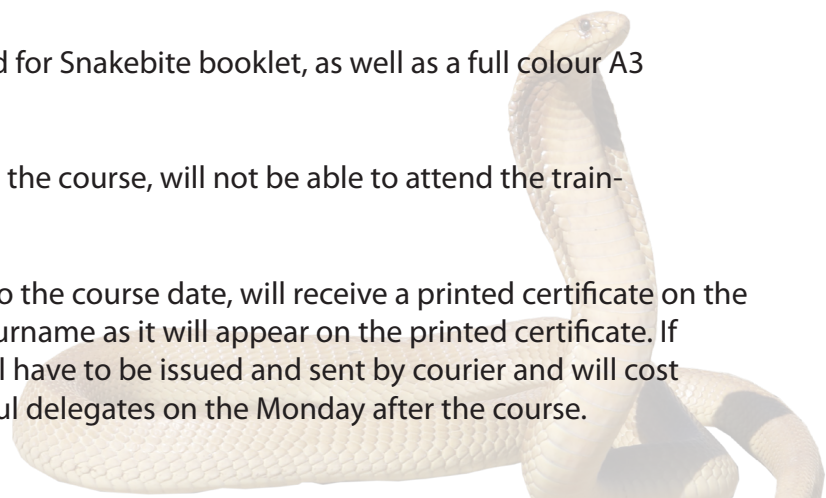 for Snakebite booklet, as well as a full colour A3
the course, will not be able to attend the train-
the course date, will receive a printed certificate on the
as it will appear on the printed certificate. If
have to be issued and sent by courier and will cost
delegates on the Monday after the course.